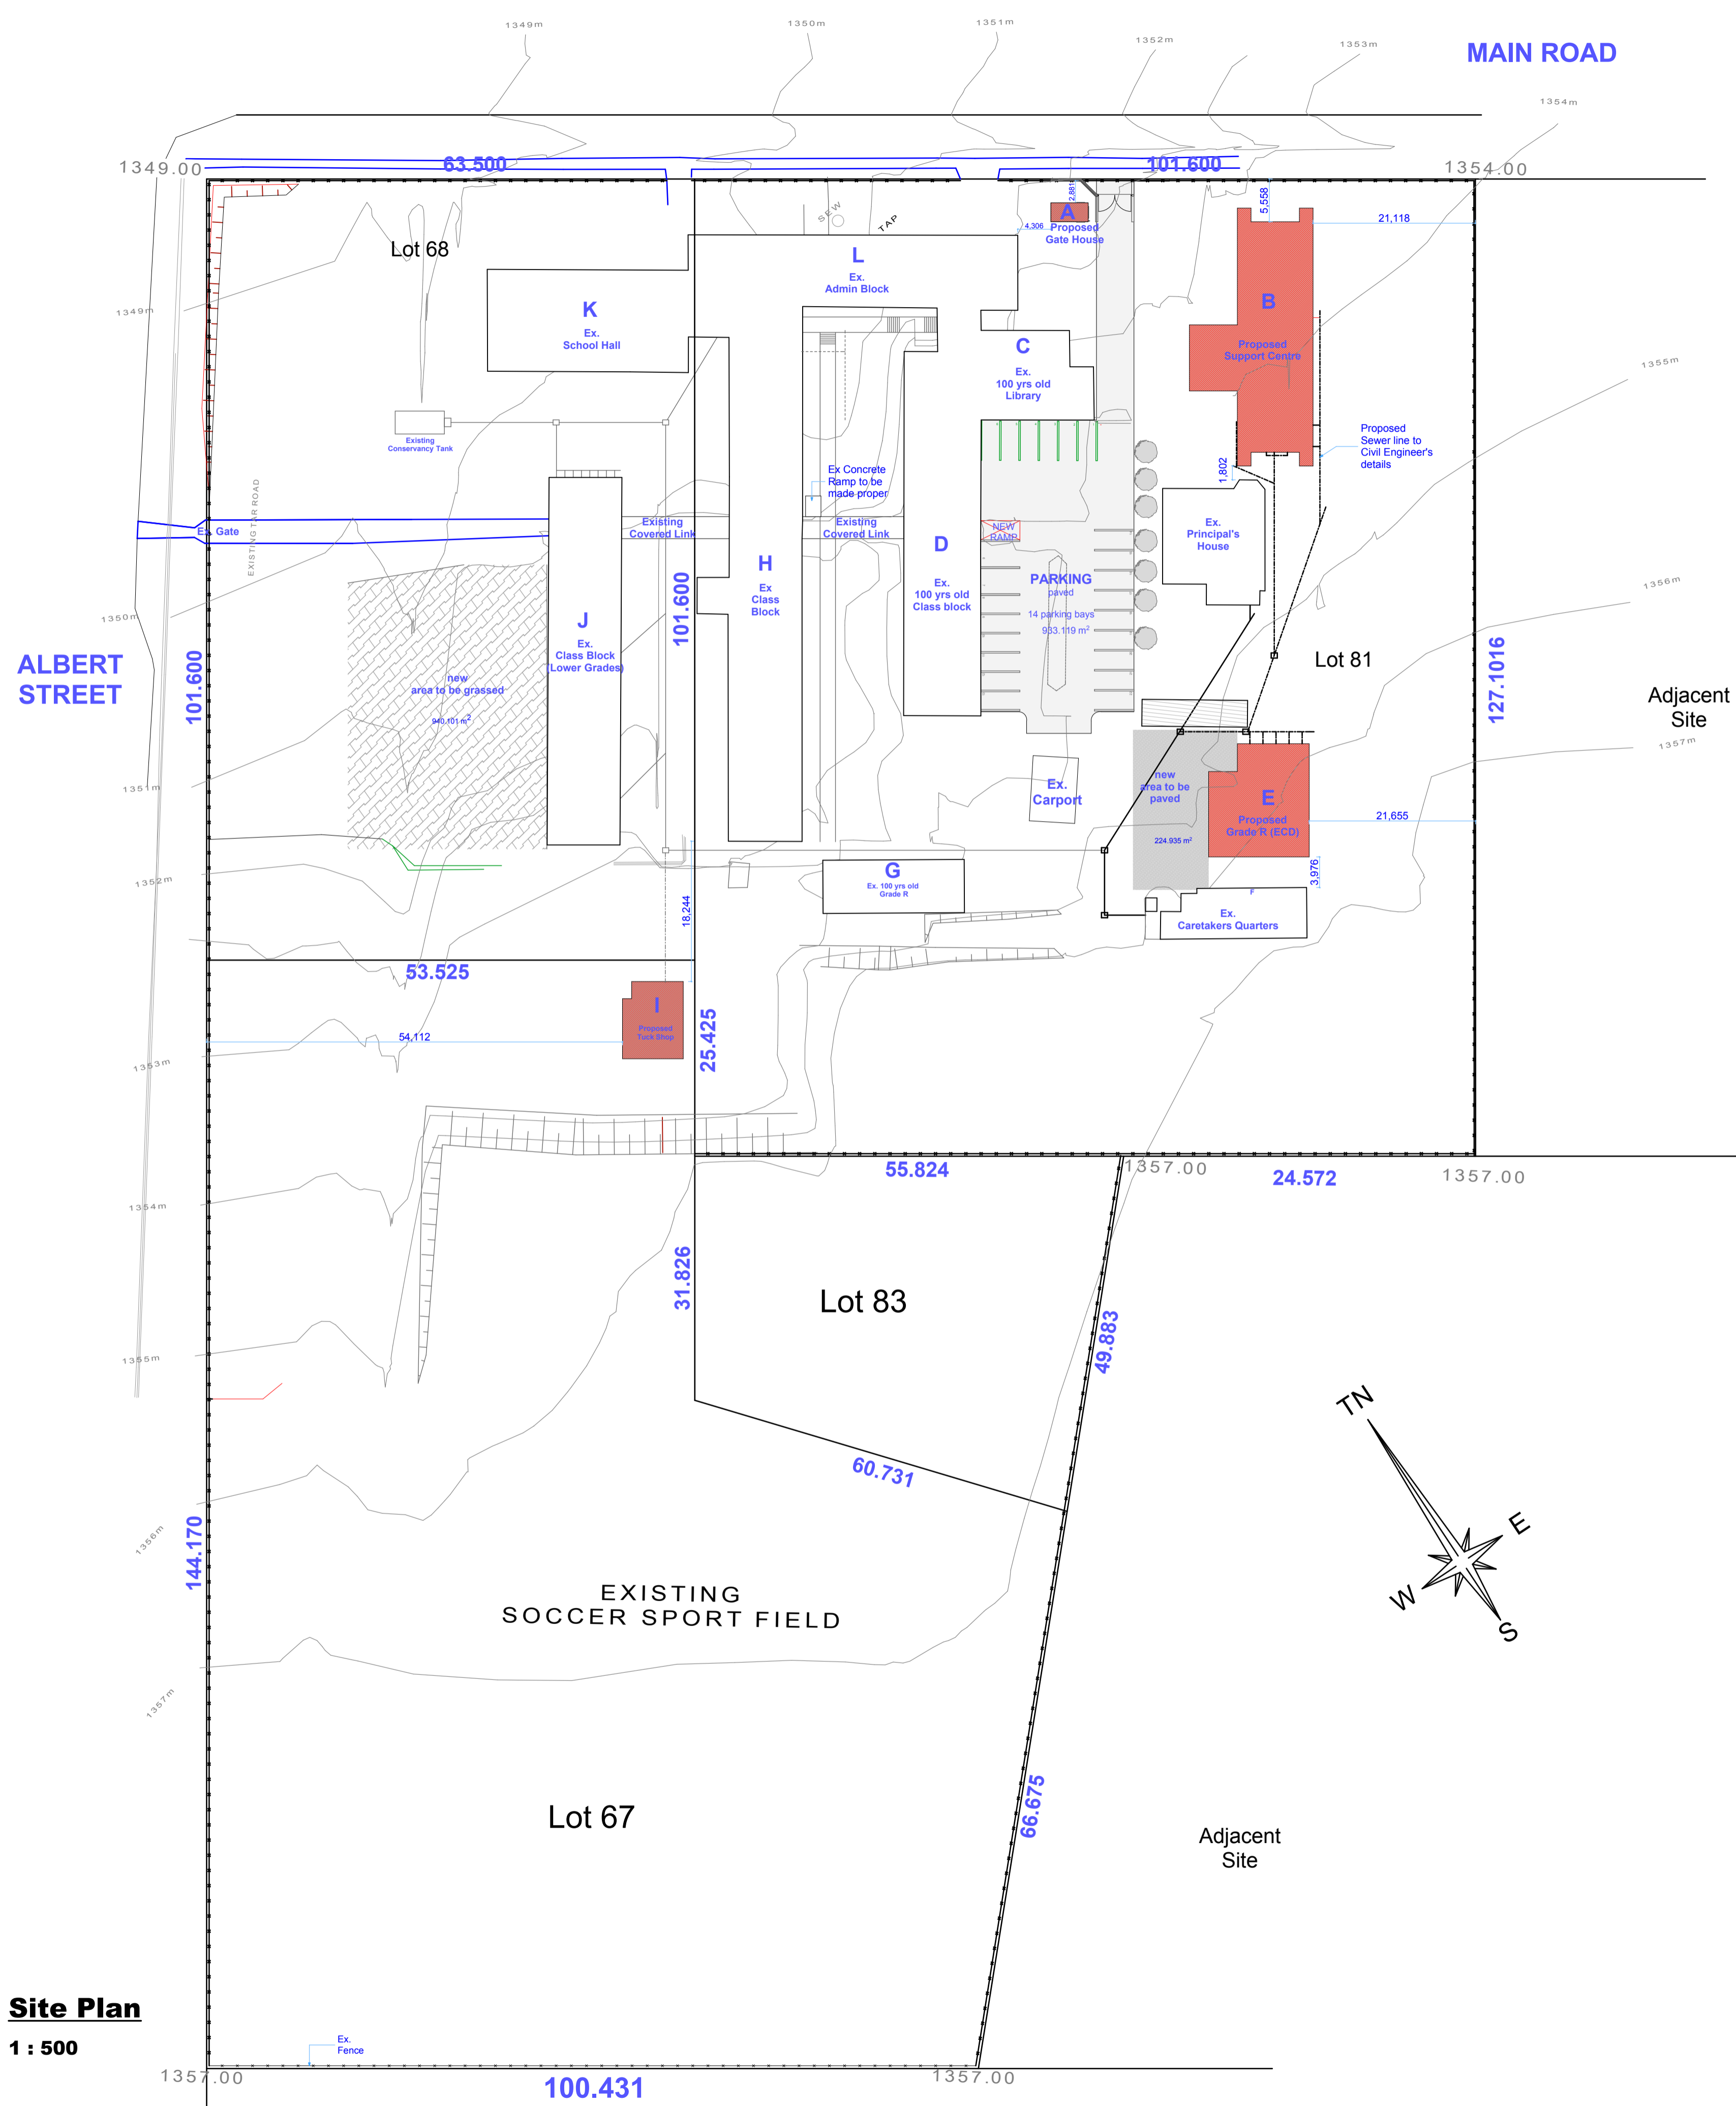 1349m
1350m
1351m
1352m
1353m
MAIN ROAD
1354m
1349.00
63.500
101.600
1354.00
Lot 68
SEW
TAP
2,881
A
Proposed
Gate House
4,306
5,558
21,118
L
Ex.
Admin Block
K
Ex.
School Hall
B
Proposed
Support Centre
1349m
C
Ex.
100 yrs old
Library
1355m
Existing
Conservancy Tank
Proposed
Sewer line to
Civil Engineer's
details
1,802
Ex Concrete
Ramp to be
made proper
EXISTING TAR ROAD
Ex. Gate
Existing
Covered Link
Existing
Covered Link
NEW
RAMP
Ex.
Principal's
House
H
Ex
Class
Block
D
Ex.
100 yrs old
Class block
PARKING
paved
14 parking bays
933.119 m²
1356m
1350m
J
Ex.
Class Block
(Lower Grades)
101.600
ALBERT
STREET
101.600
new
area to be grassed
940.101 m²
Lot 81
127.1016
Adjacent
Site
1357m
1351m
Ex.
Carport
new
area to be
paved
224.935 m²
E
Proposed
Grade R (ECD)
21,655
3,976
1352m
G
Ex. 100 yrs old
Grade R
F
Ex.
Caretakers Quarters
18,244
53.525
I
Proposed
Tuck Shop
54,112
25.425
1353m
55.824
1357.00
24.572
1357.00
1354m
31.826
Lot 83
49.883
1355m
60.731
TN
E
W
S
1356m
144.170
EXISTING
SOCCER SPORT FIELD
1357m
66.675
Lot 67
Adjacent
Site
Site Plan
1 : 500
Ex.
Fence
1357.00
100.431
1357.00